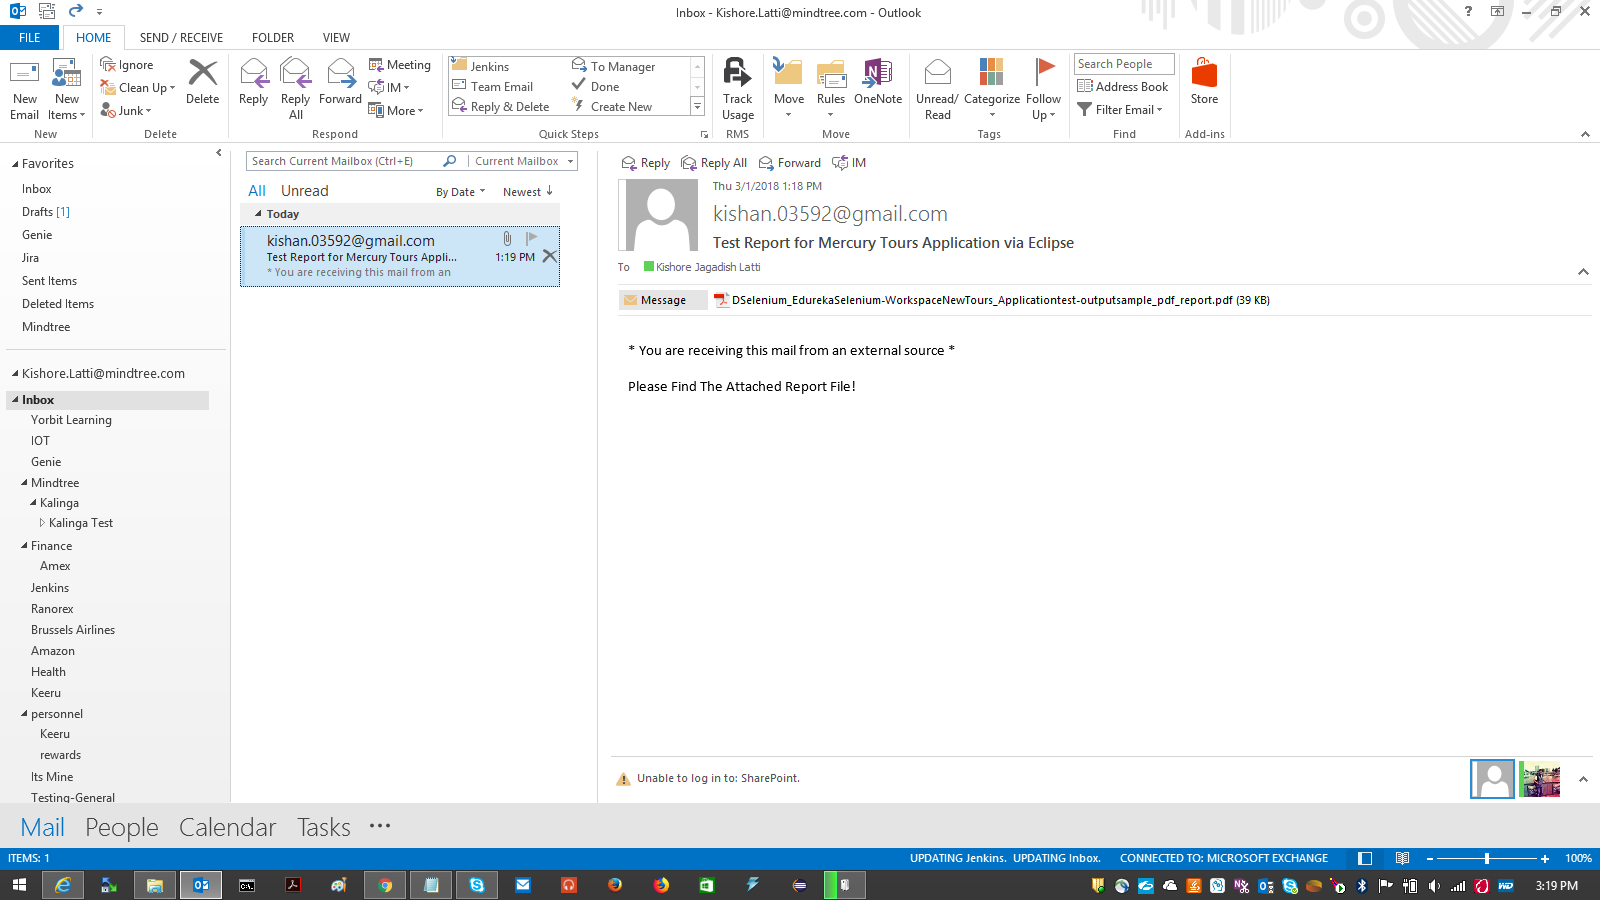 Inbox - Kishore.Latti@mindtree.com - Outlook
FILE HOME SEND / RECEIVE FOLDER VIEW
New Email
New Items
New
Ignore
Clean Up
Junk
Delete
Delete
Reply
Reply All
Forward
Meeting
IM
More
Respond
Jenkins
Team Email
Reply & Delete
To Manager
Done
Create New
Quick Steps
Track Usage
RMS
Move
Rules
OneNote
Move
Unread/ Read
Categorize
Follow Up
Tags
Search People
Address Book
Filter Email
Find
Store
Add-ins
Favorites
Inbox
Drafts [1]
Genie
Jira
Sent Items
Deleted Items
Mindtree
Kishore.Latti@mindtree.com
Inbox
Yorbit Learning
IOT
Genie
Mindtree
Kalinga
Kalinga Test
Finance
Amex
Jenkins
Ranorex
Brussels Airlines
Amazon
Health
Keeru
personnel
Keeru
rewards
Its Mine
Testing-General
Search Current Mailbox (Ctrl+E) Current Mailbox
All Unread By Date Newest
Today
kishan.03592@gmail.com
Test Report for Mercury Tours Appli... 1:19 PM
* You are receiving this mail from an
Reply Reply All Forward IM
Thu 3/1/2018 1:18 PM
kishan.03592@gmail.com
Test Report for Mercury Tours Application via Eclipse
To Kishore Jagadish Latti
Message DSelenium_EdurekaSelenium-WorkspaceNewTours_Applicationtest-outputsample_pdf_report.pdf (39 KB)
* You are receiving this mail from an external source *
Please Find The Attached Report File!
Unable to log in to: SharePoint.
Mail People Calendar Tasks ...
ITEMS: 1 UPDATING Jenkins. UPDATING Inbox. CONNECTED TO: MICROSOFT EXCHANGE 100%
3:19 PM